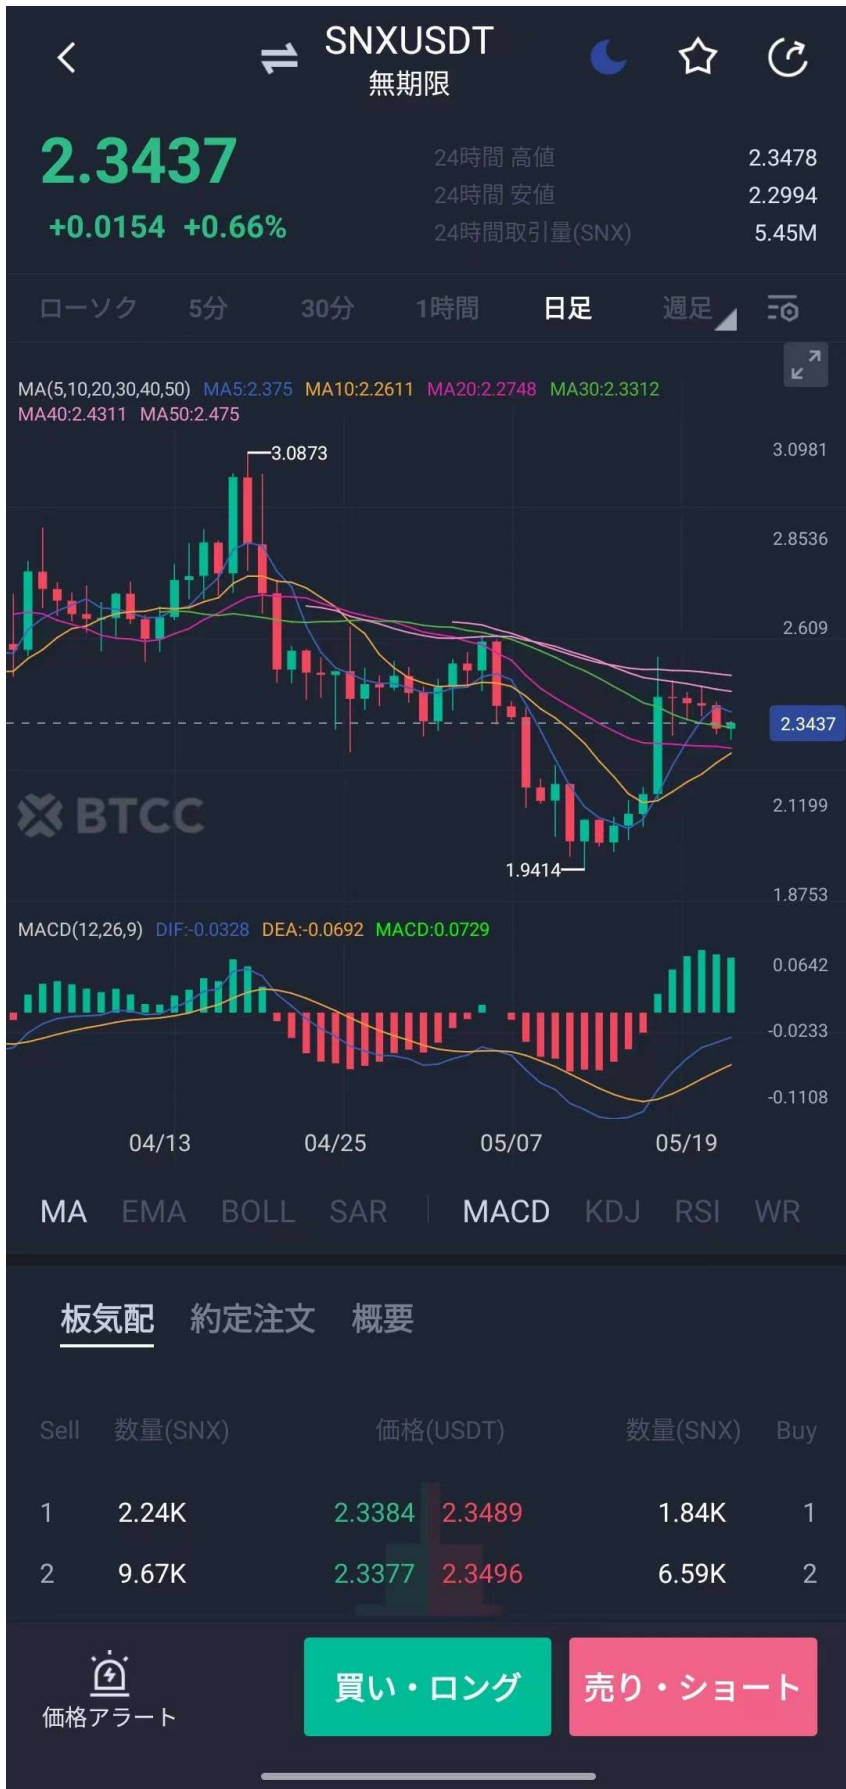 SNXUSDT
無期限
2.3437
+0.0154 +0.66%
24時間 高値 2.3478
24時間 安値 2.2994
24時間取引量(SNX) 5.45M
ローソク 5分 30分 1時間 日足 週足
MA(5,10,20,30,40,50) MA5:2.375 MA10:2.2611 MA20:2.2748 MA30:2.3312
MA40:2.4311 MA50:2.475
3.0873
3.0981
2.8536
2.609
2.3437
BTCC
2.1199
1.9414
1.8753
MACD(12,26,9) DIF:-0.0328 DEA:-0.0692 MACD:0.0729
0.0642
-0.0233
-0.1108
04/13 04/25 05/07 05/19
MA EMA BOLL SAR MACD KDJ RSI WR
板気配 約定注文 概要
Sell 数量(SNX) 価格(USDT) 数量(SNX) Buy
1 2.24K 2.3384 2.3489 1.84K 1
2 9.67K 2.3377 2.3496 6.59K 2
価格アラート
買い・ロング
売り・ショート